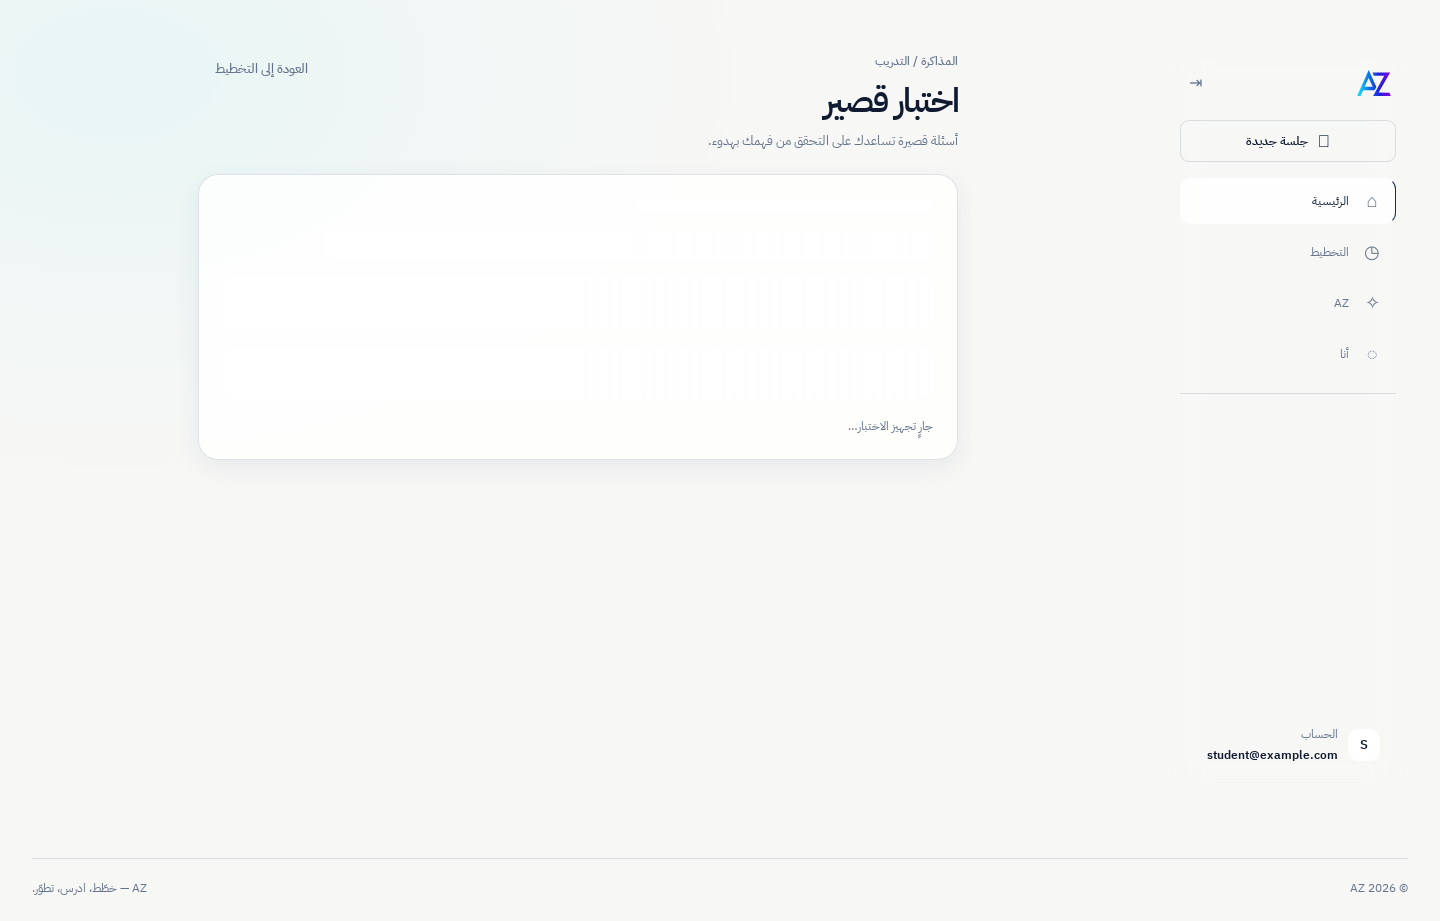 AZ
جلسة جديدة
الرئيسية
التخطيط
AZ
أنا
الحساب
S
student@example.com
المذاكرة / التدريب
العودة إلى التخطيط
اختبار قصير
أسئلة قصيرة تساعدك على التحقق من فهمك بهدوء.
جارٍ تجهيز الاختبار...
© 2026 AZ
AZ — خطّط، ادرس، تطوّر.